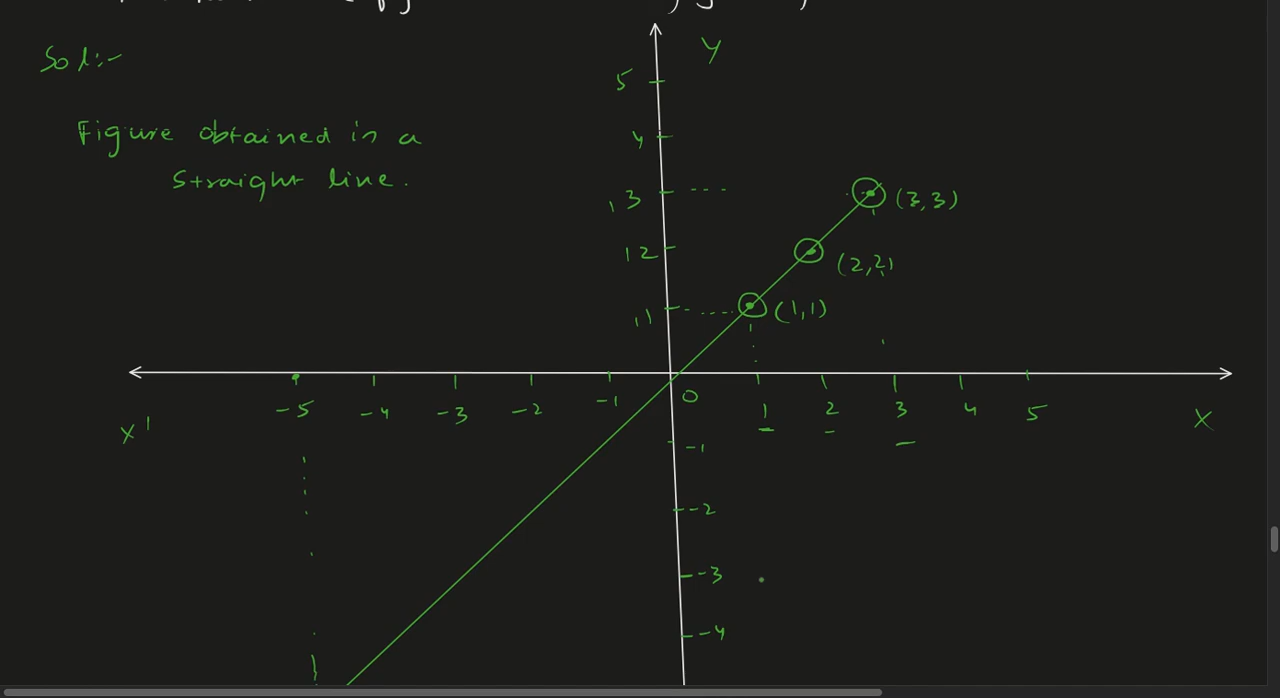 Sol:-
Figure obtained in a
straight line.
Y
5
4
3
2
1
(3,3)
(2,2)
(1,1)
-5 -4 -3 -2 -1 0 1 2 3 4 5
X' X
-1
-2
-3
-4